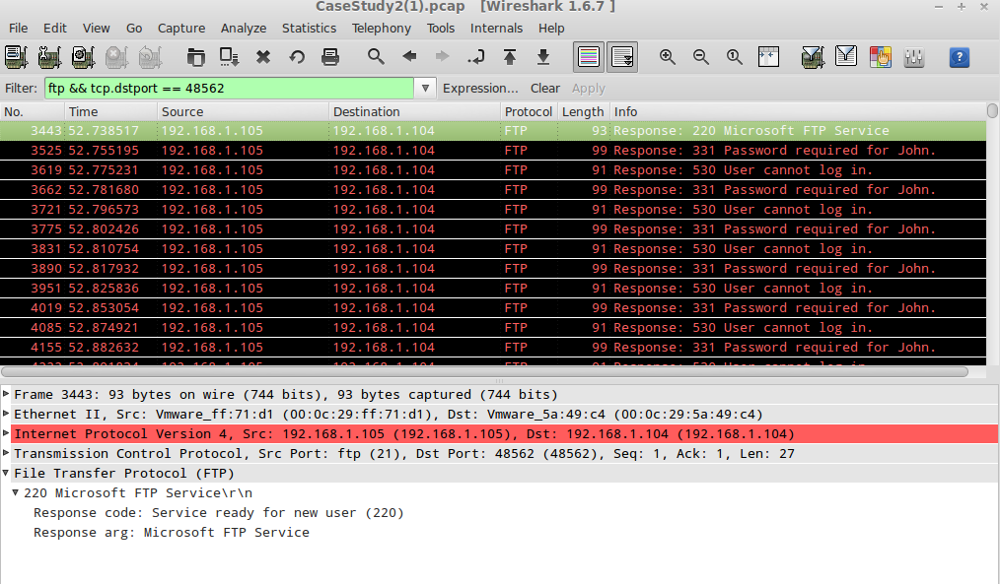 CaseStudy2(1).pcap [Wireshark 1.6.7 ]
File Edit View Go Capture Analyze Statistics Telephony Tools Internals Help
Filter: ftp && tcp.dstport == 48562 Expression... Clear Apply
No. Time Source Destination Protocol Length Info
3443 52.738517 192.168.1.105 192.168.1.104 FTP 93 Response: 220 Microsoft FTP Service
3525 52.755195 192.168.1.105 192.168.1.104 FTP 99 Response: 331 Password required for John.
3619 52.775231 192.168.1.105 192.168.1.104 FTP 91 Response: 530 User cannot log in.
3662 52.781680 192.168.1.105 192.168.1.104 FTP 99 Response: 331 Password required for John.
3721 52.796573 192.168.1.105 192.168.1.104 FTP 91 Response: 530 User cannot log in.
3775 52.802426 192.168.1.105 192.168.1.104 FTP 99 Response: 331 Password required for John.
3831 52.810754 192.168.1.105 192.168.1.104 FTP 91 Response: 530 User cannot log in.
3890 52.817932 192.168.1.105 192.168.1.104 FTP 99 Response: 331 Password required for John.
3951 52.825836 192.168.1.105 192.168.1.104 FTP 91 Response: 530 User cannot log in.
4019 52.853054 192.168.1.105 192.168.1.104 FTP 99 Response: 331 Password required for John.
4085 52.874921 192.168.1.105 192.168.1.104 FTP 91 Response: 530 User cannot log in.
4155 52.882632 192.168.1.105 192.168.1.104 FTP 99 Response: 331 Password required for John.
Frame 3443: 93 bytes on wire (744 bits), 93 bytes captured (744 bits)
Ethernet II, Src: Vmware_ff:71:d1 (00:0c:29:ff:71:d1), Dst: Vmware_5a:49:c4 (00:0c:29:5a:49:c4)
Internet Protocol Version 4, Src: 192.168.1.105 (192.168.1.105), Dst: 192.168.1.104 (192.168.1.104)
Transmission Control Protocol, Src Port: ftp (21), Dst Port: 48562 (48562), Seq: 1, Ack: 1, Len: 27
File Transfer Protocol (FTP)
220 Microsoft FTP Service\r\n
Response code: Service ready for new user (220)
Response arg: Microsoft FTP Service